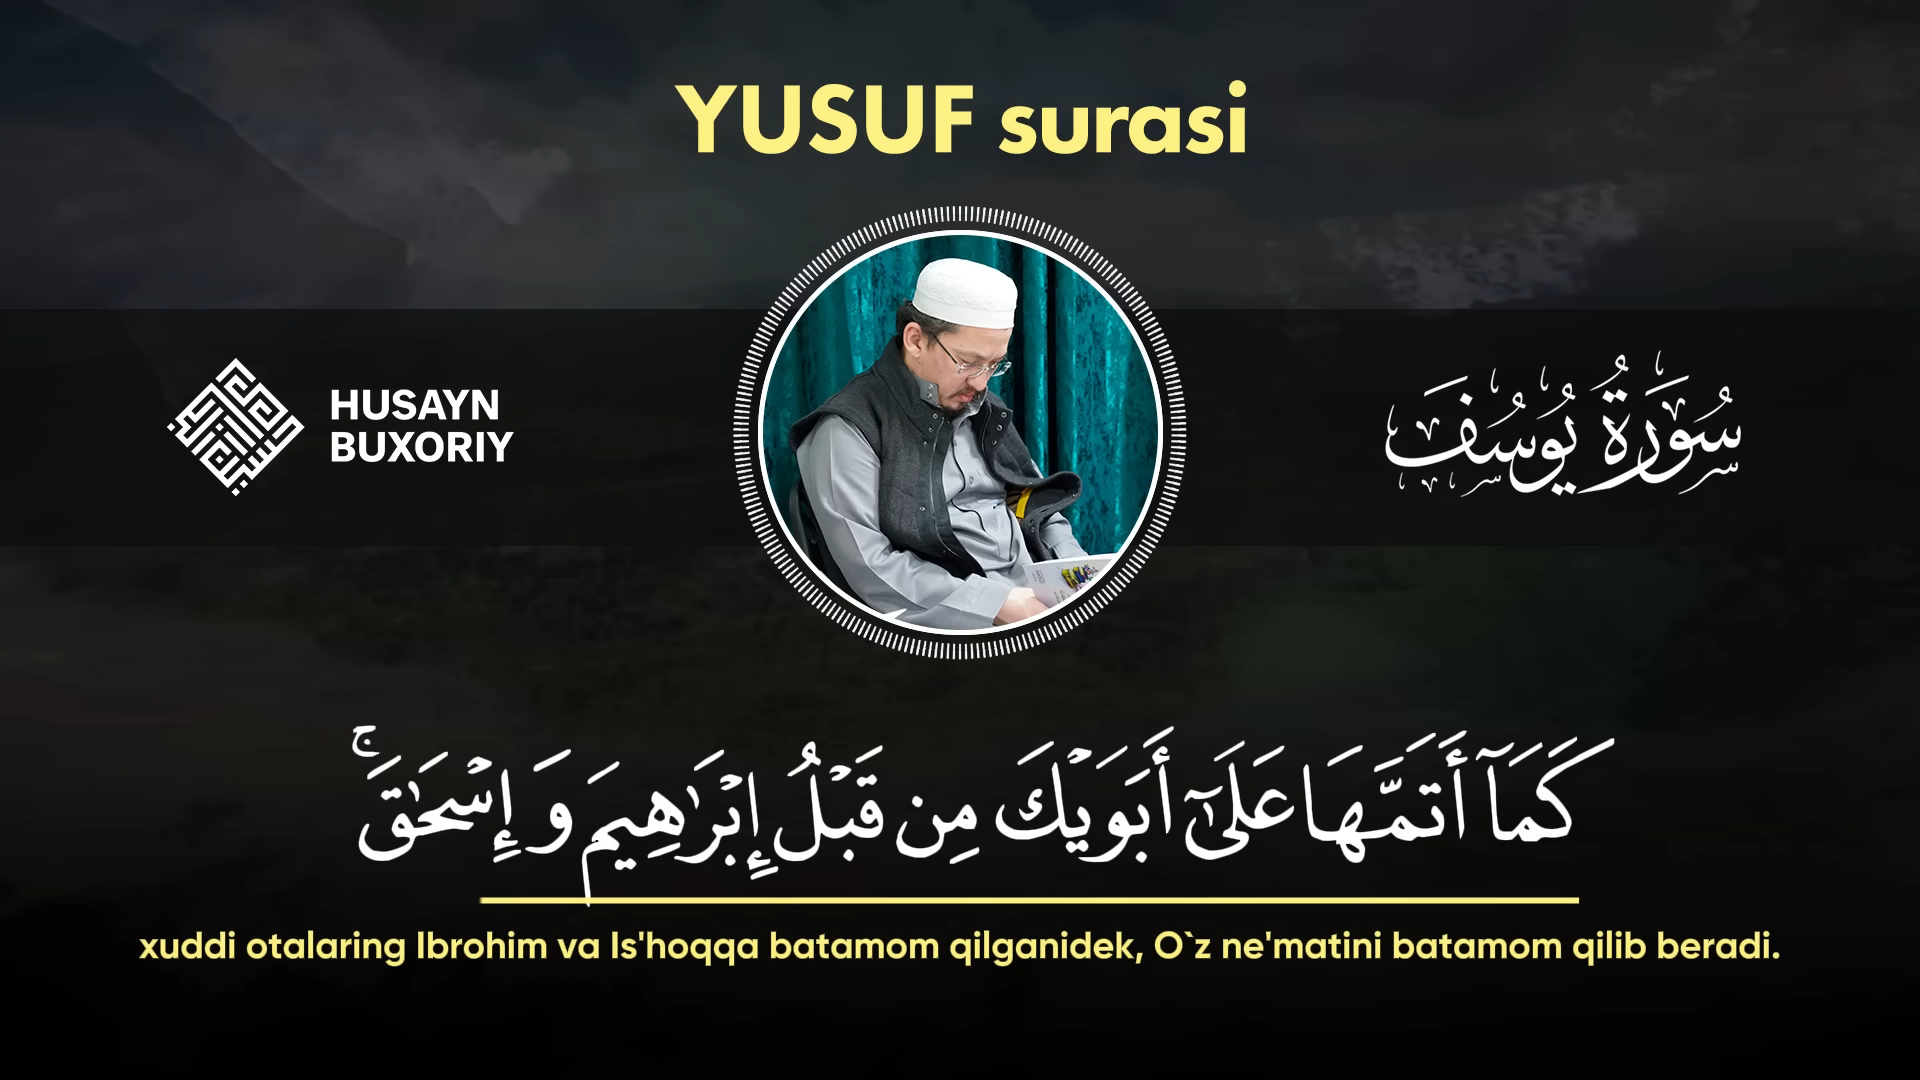 YUSUF surasi
HUSAYN
BUXORIY
سُورَةُ يُوسُفَ
كَمَآ أَتَمَّهَا عَلَىٰٓ أَبَوَيۡكَ مِن قَبۡلُ إِبۡرَٰهِيمَ وَ إِسۡحَٰقَۚ
xuddi otalaring Ibrohim va Is'hoqqa batamom qilganidek, O`z ne'matini batamom qilib beradi.